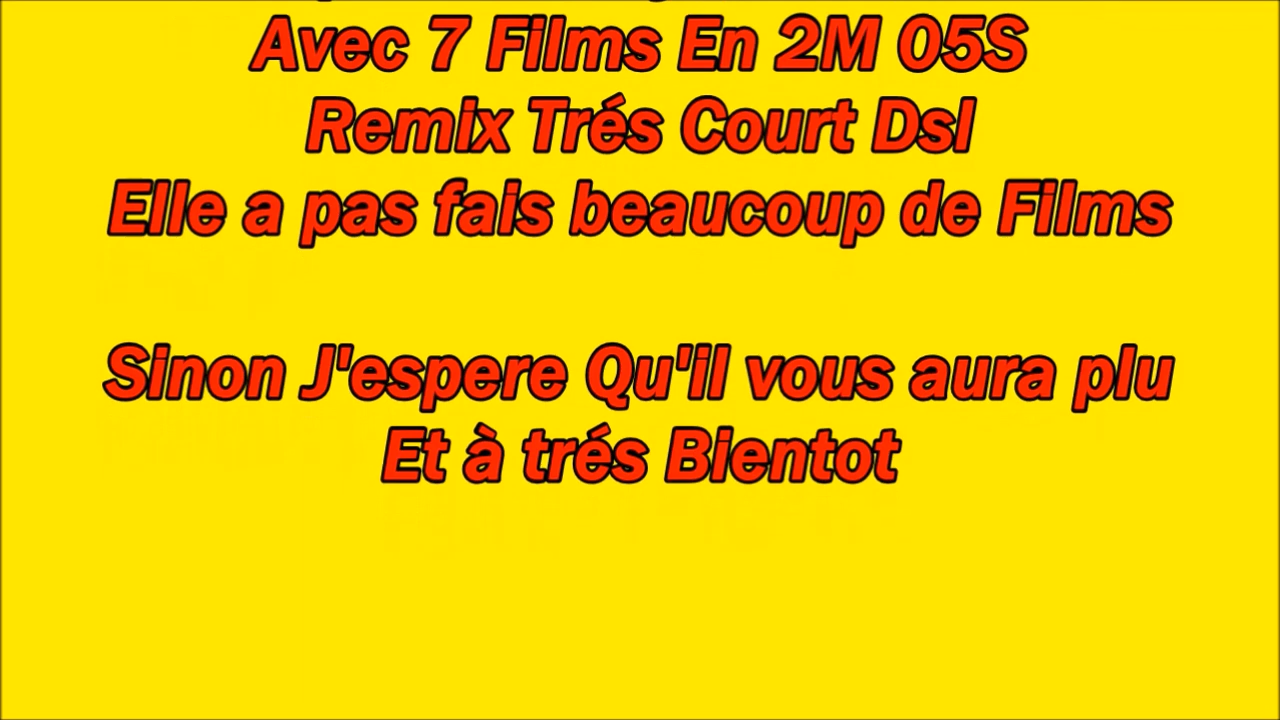 Avec 7 Films En 2M 05S
Remix Trés Court Dsl
Elle a pas fais beaucoup de Films
Sinon J'espere Qu'il vous aura plu
Et à trés Bientot